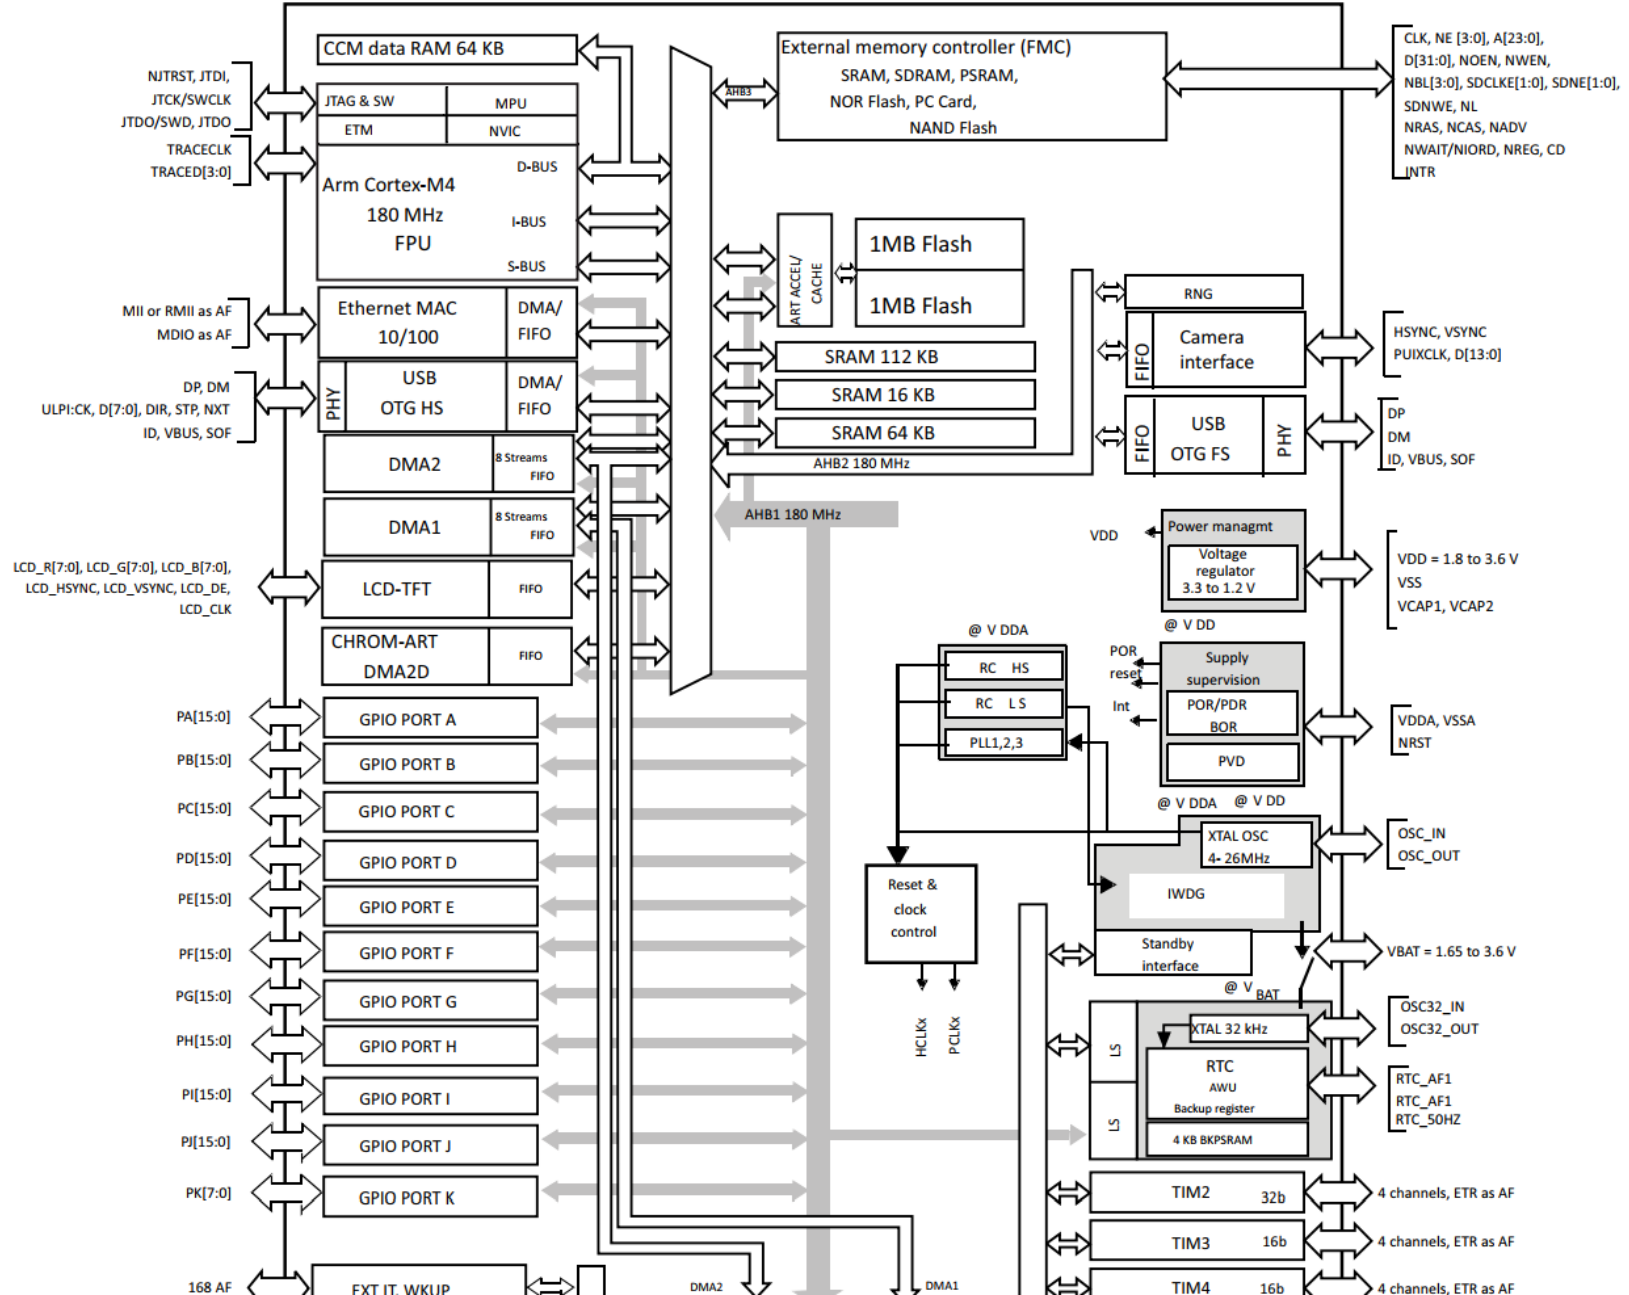 CCM data RAM 64 KB
NJTRST, JTDI,
JTCK/SWCLK
JTDO/SWD, JTDO
TRACECLK
TRACED[3:0]
JTAG & SW
MPU
ETM
NVIC
D-BUS
Arm Cortex-M4
180 MHz
FPU
I-BUS
S-BUS
AHB3
External memory controller (FMC)
SRAM, SDRAM, PSRAM,
NOR Flash, PC Card,
NAND Flash
CLK, NE [3:0], A[23:0],
D[31:0], NOEN, NWEN,
NBL[3:0], SDCLKE[1:0], SDNE[1:0],
SDNWE, NL
NRAS, NCAS, NADV
NWAIT/NIORD, NREG, CD
INTR
MII or RMII as AF
MDIO as AF
Ethernet MAC
10/100
DMA/
FIFO
DP, DM
ULPI:CK, D[7:0], DIR, STP, NXT
ID, VBUS, SOF
PHY
USB
OTG HS
DMA/
FIFO
DMA2
8 Streams
FIFO
DMA1
8 Streams
FIFO
LCD_R[7:0], LCD_G[7:0], LCD_B[7:0],
LCD_HSYNC, LCD_VSYNC, LCD_DE,
LCD_CLK
LCD-TFT
FIFO
CHROM-ART
DMA2D
FIFO
ART ACCEL/
CACHE
1MB Flash
1MB Flash
SRAM 112 KB
SRAM 16 KB
SRAM 64 KB
AHB2 180 MHz
AHB1 180 MHz
RNG
FIFO
Camera
interface
HSYNC, VSYNC
PUIXCLK, D[13:0]
FIFO
USB
OTG FS
PHY
DP
DM
ID, VBUS, SOF
VDD
Power managmt
Voltage
regulator
3.3 to 1.2 V
VDD = 1.8 to 3.6 V
VSS
VCAP1, VCAP2
@ V DD
@ V DDA
RC HS
RC L S
PLL1,2,3
POR
reset
Int
Supply
supervision
POR/PDR
BOR
PVD
VDDA, VSSA
NRST
@ V DDA
@ V DD
XTAL OSC
4- 26MHz
IWDG
OSC_IN
OSC_OUT
Reset &
clock
control
HCLKx
PCLKx
Standby
interface
@ V BAT
VBAT = 1.65 to 3.6 V
OSC32_IN
OSC32_OUT
LS
LS
XTAL 32 kHz
RTC
AWU
Backup register
4 KB BKPSRAM
RTC_AF1
RTC_AF1
RTC_50HZ
PA[15:0]
GPIO PORT A
PB[15:0]
GPIO PORT B
PC[15:0]
GPIO PORT C
PD[15:0]
GPIO PORT D
PE[15:0]
GPIO PORT E
PF[15:0]
GPIO PORT F
PG[15:0]
GPIO PORT G
PH[15:0]
GPIO PORT H
PI[15:0]
GPIO PORT I
PJ[15:0]
GPIO PORT J
PK[7:0]
GPIO PORT K
TIM2
32b
4 channels, ETR as AF
TIM3
16b
4 channels, ETR as AF
TIM4
16b
4 channels, ETR as AF
168 AF
EXT IT. WKUP
DMA2
DMA1